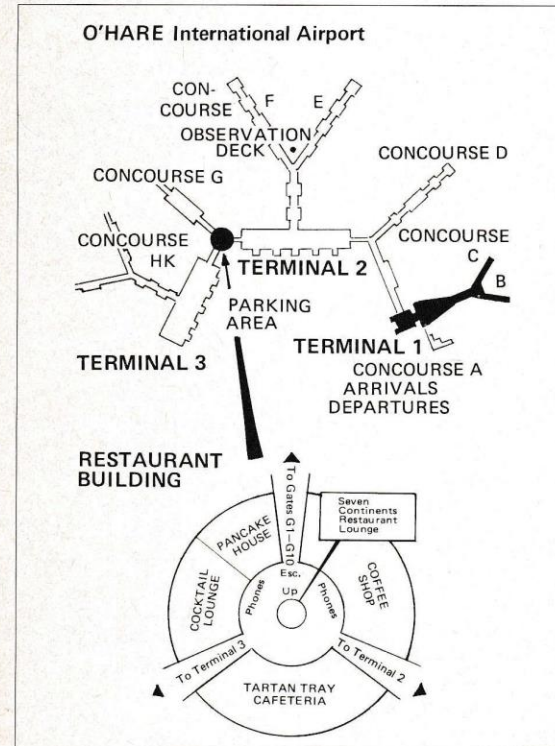 O'HARE International Airport
CON-
COURSE
F
E
OBSERVATION
DECK
CONCOURSE D
CONCOURSE G
CONCOURSE
C
B
CONCOURSE
HK
TERMINAL 2
PARKING
AREA
TERMINAL 1
TERMINAL 3
CONCOURSE A
ARRIVALS
DEPARTURES
RESTAURANT
BUILDING
To Gates G1-G10
Seven
Continents
Restaurant
Lounge
PANCAKE
HOUSE
Esc.
Up
Phones
Phones
COFFEE
SHOP
COCKTAIL
LOUNGE
To Terminal 3
To Terminal 2
TARTAN TRAY
CAFETERIA